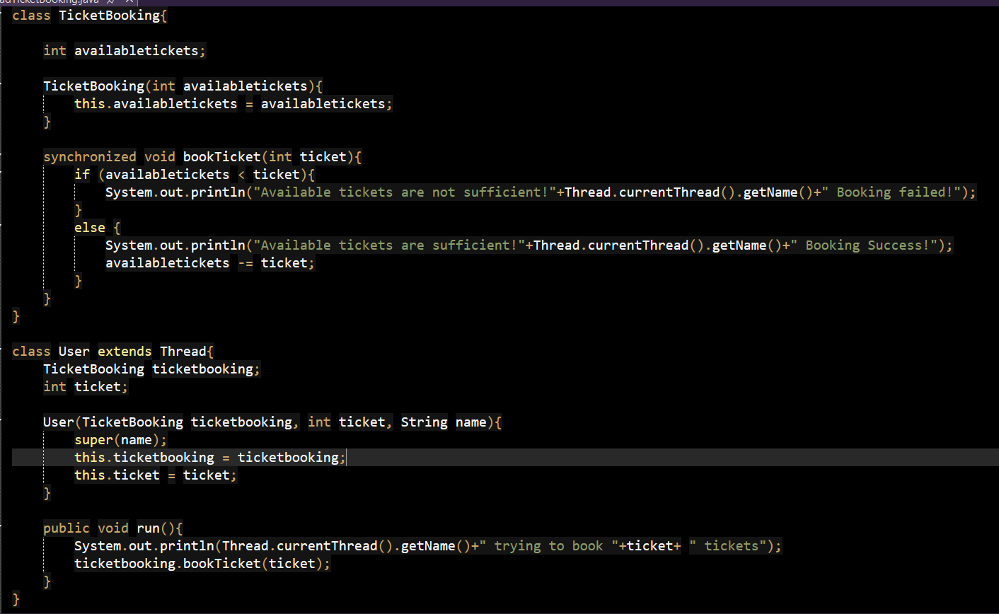 adTicketBooking.java
class TicketBooking{
int availabletickets;
TicketBooking(int availabletickets){
this.availabletickets = availabletickets;
}
synchronized void bookTicket(int ticket){
if (availabletickets < ticket){
System.out.println("Available tickets are not sufficient!"+Thread.currentThread().getName()+" Booking failed!");
}
else {
System.out.println("Available tickets are sufficient!"+Thread.currentThread().getName()+" Booking Success!");
availabletickets -= ticket;
}
}
}
class User extends Thread{
TicketBooking ticketbooking;
int ticket;
User(TicketBooking ticketbooking, int ticket, String name){
super(name);
this.ticketbooking = ticketbooking;
this.ticket = ticket;
}
public void run(){
System.out.println(Thread.currentThread().getName()+" trying to book "+ticket+ " tickets");
ticketbooking.bookTicket(ticket);
}
}